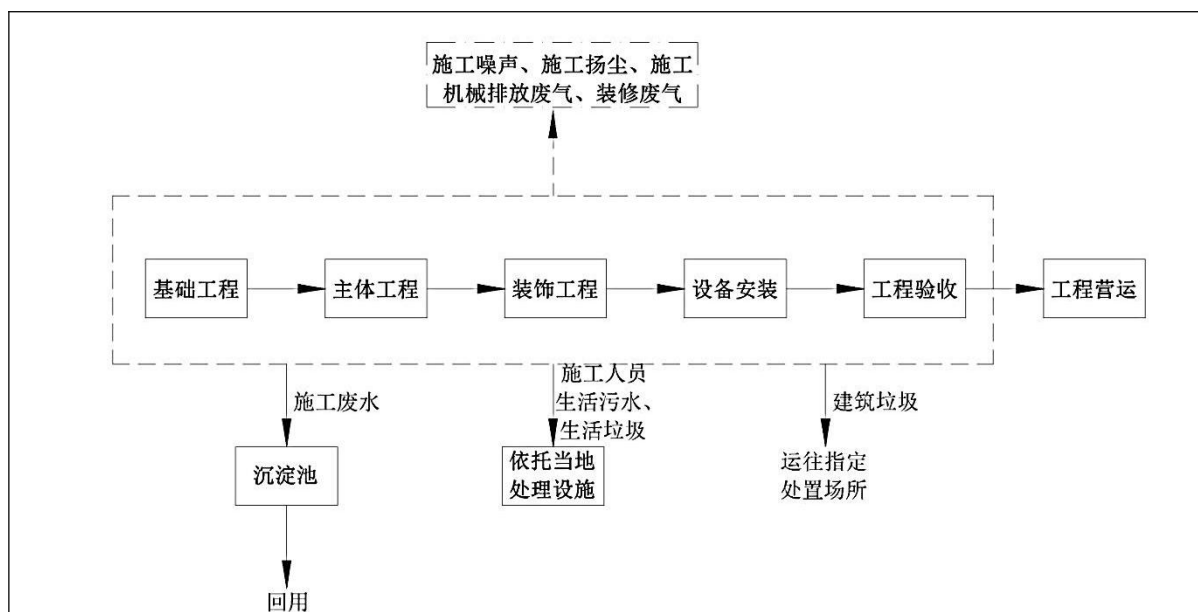 施工噪声、施工扬尘、施工
机械排放废气、装修废气
基础工程
主体工程
装饰工程
设备安装
工程验收
工程营运
施工废水
施工人员
生活污水、
生活垃圾
建筑垃圾
沉淀池
依托当地
处理设施
运往指定
处置场所
回用